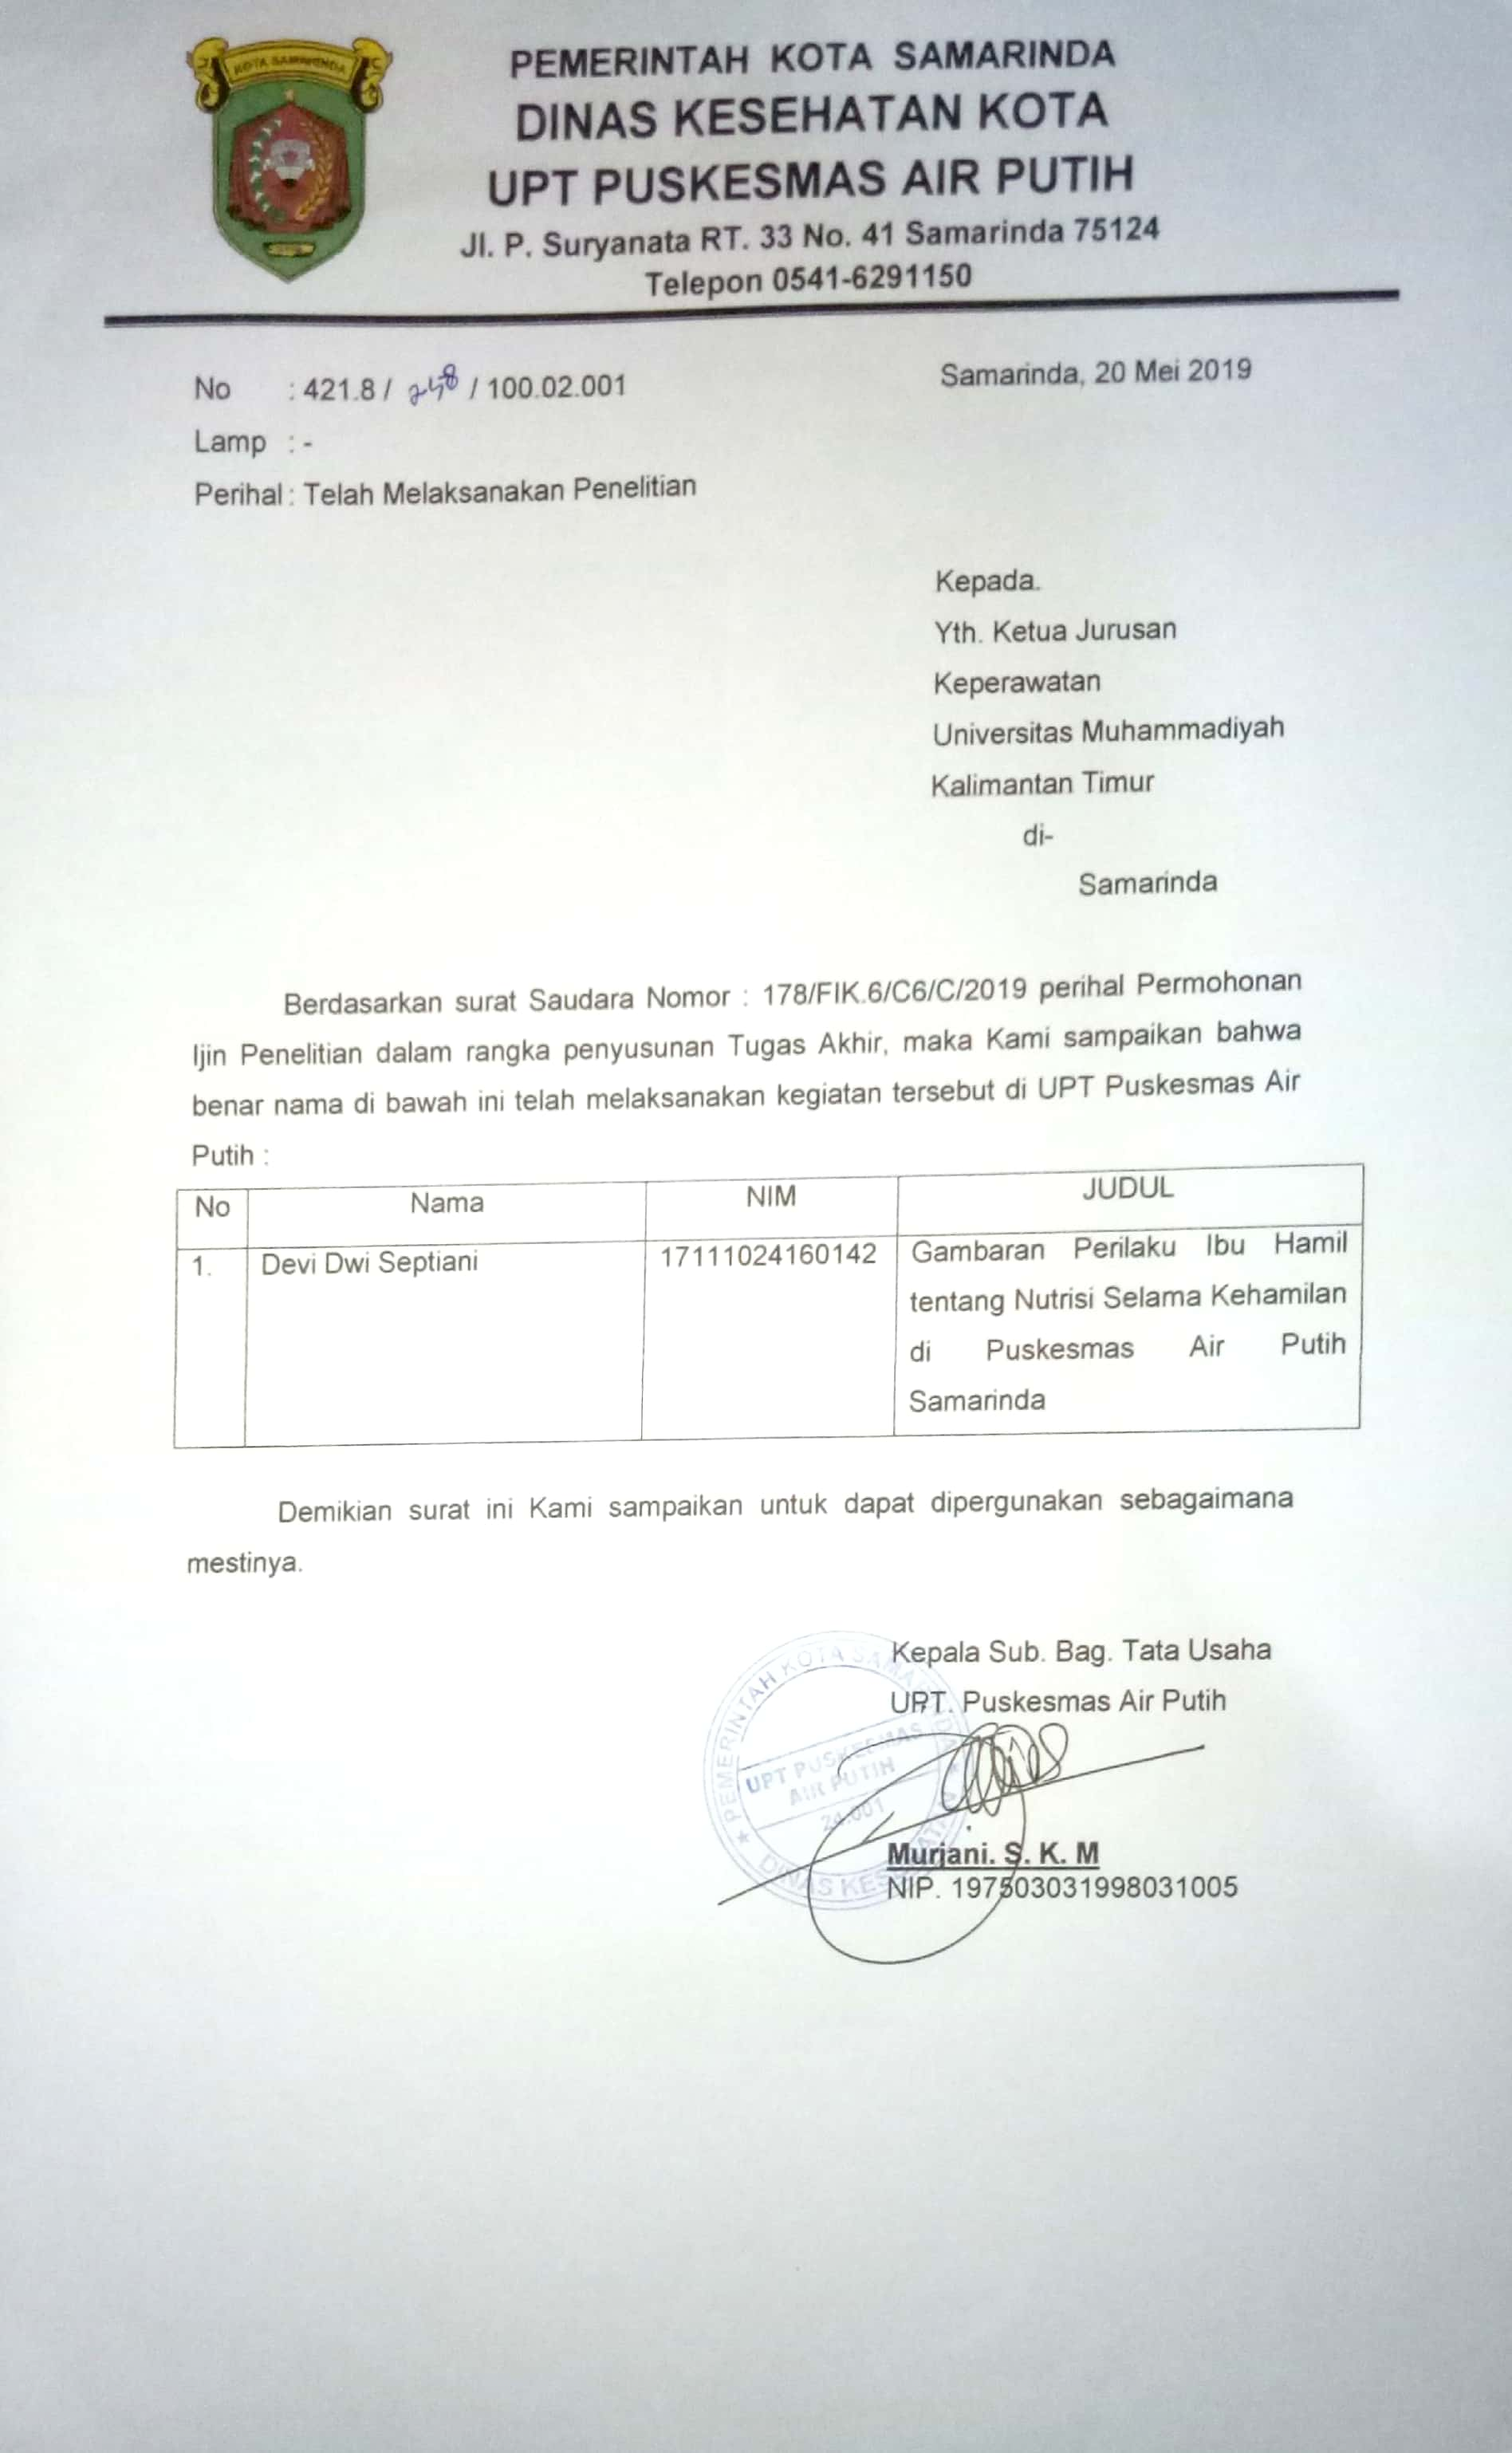 KOTA SAMARINDA
PEMERINTAH KOTA SAMARINDA
DINAS KESEHATAN KOTA
UPT PUSKESMAS AIR PUTIH
Jl. P. Suryanata RT. 33 No. 41 Samarinda 75124
Telepon 0541-6291150
No : 421.8 / 248 / 100.02.001
Samarinda, 20 Mei 2019
Lamp : -
Perihal : Telah Melaksanakan Penelitian
Kepada.
Yth. Ketua Jurusan
Keperawatan
Universitas Muhammadiyah
Kalimantan Timur
di-
Samarinda
Berdasarkan surat Saudara Nomor : 178/FIK.6/C6/C/2019 perihal Permohonan
Ijin Penelitian dalam rangka penyusunan Tugas Akhir, maka Kami sampaikan bahwa
benar nama di bawah ini telah melaksanakan kegiatan tersebut di UPT Puskesmas Air
Putih :
No Nama NIM JUDUL
1. Devi Dwi Septiani 17111024160142 Gambaran Perilaku Ibu Hamil
tentang Nutrisi Selama Kehamilan
di Puskesmas Air Putih
Samarinda
Demikian surat ini Kami sampaikan untuk dapat dipergunakan sebagaimana
mestinya.
Kepala Sub. Bag. Tata Usaha
UPT. Puskesmas Air Putih
PEMERINTAH KOTA SAMARINDA
UPT PUSKESMAS
AIR PUTIH
24.001
Murjani. S. K. M
NIP. 197503031998031005